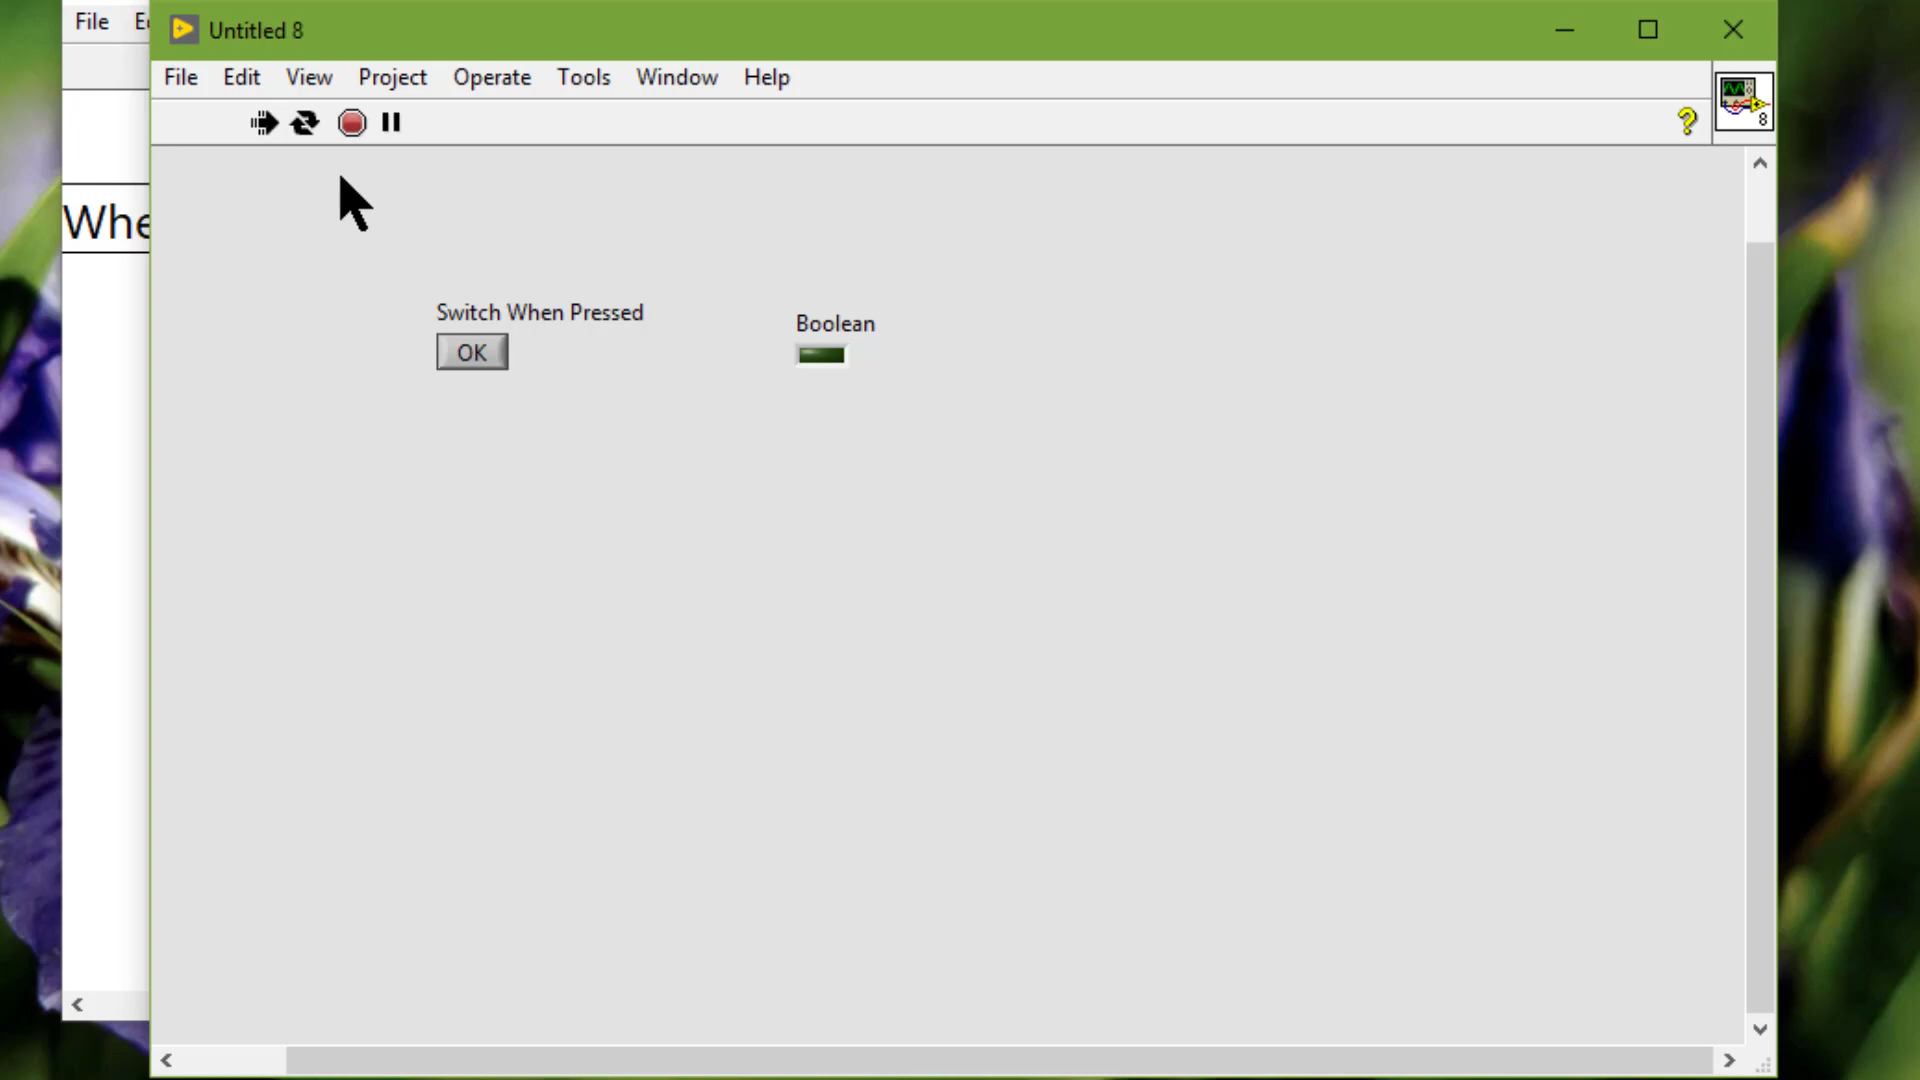 File
Untitled 8
File Edit View Project Operate Tools Window Help
?
8
Whe
Switch When Pressed
OK
Boolean